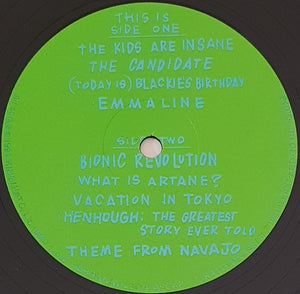 THIS IS
SIDE ONE
THE KIDS ARE INSANE
THE CANDIDATE
(TODAY IS) BLACKIE'S BIRTHDAY
EMMALINE
SIDE TWO
BIONIC REVOLUTION
WHAT IS ARTANE?
VACATION IN TOKYO
HENHOUGH: THE GREATEST
STORY EVER TOLD
THEME FROM NAVAJO